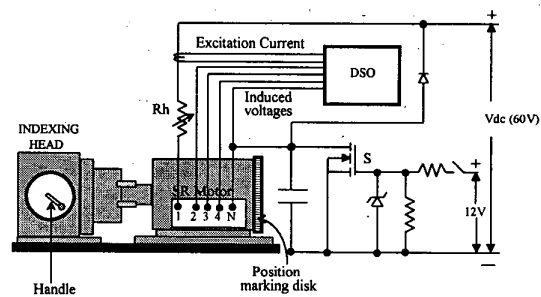 +
Excitation Current
DSO
Rh
Induced
voltages
Vdc (60V)
INDEXING
HEAD
S
+
SR Motor
1 2 3 4 N
12V
Handle
Position
marking disk
−